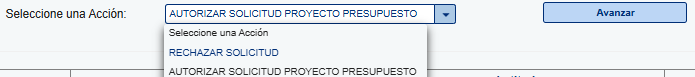 Seleccione una Acción: AUTORIZAR SOLICITUD PROYECTO PRESUPUESTO Avanzar
Seleccione una Acción
RECHAZAR SOLICITUD
AUTORIZAR SOLICITUD PROYECTO PRESUPUESTO